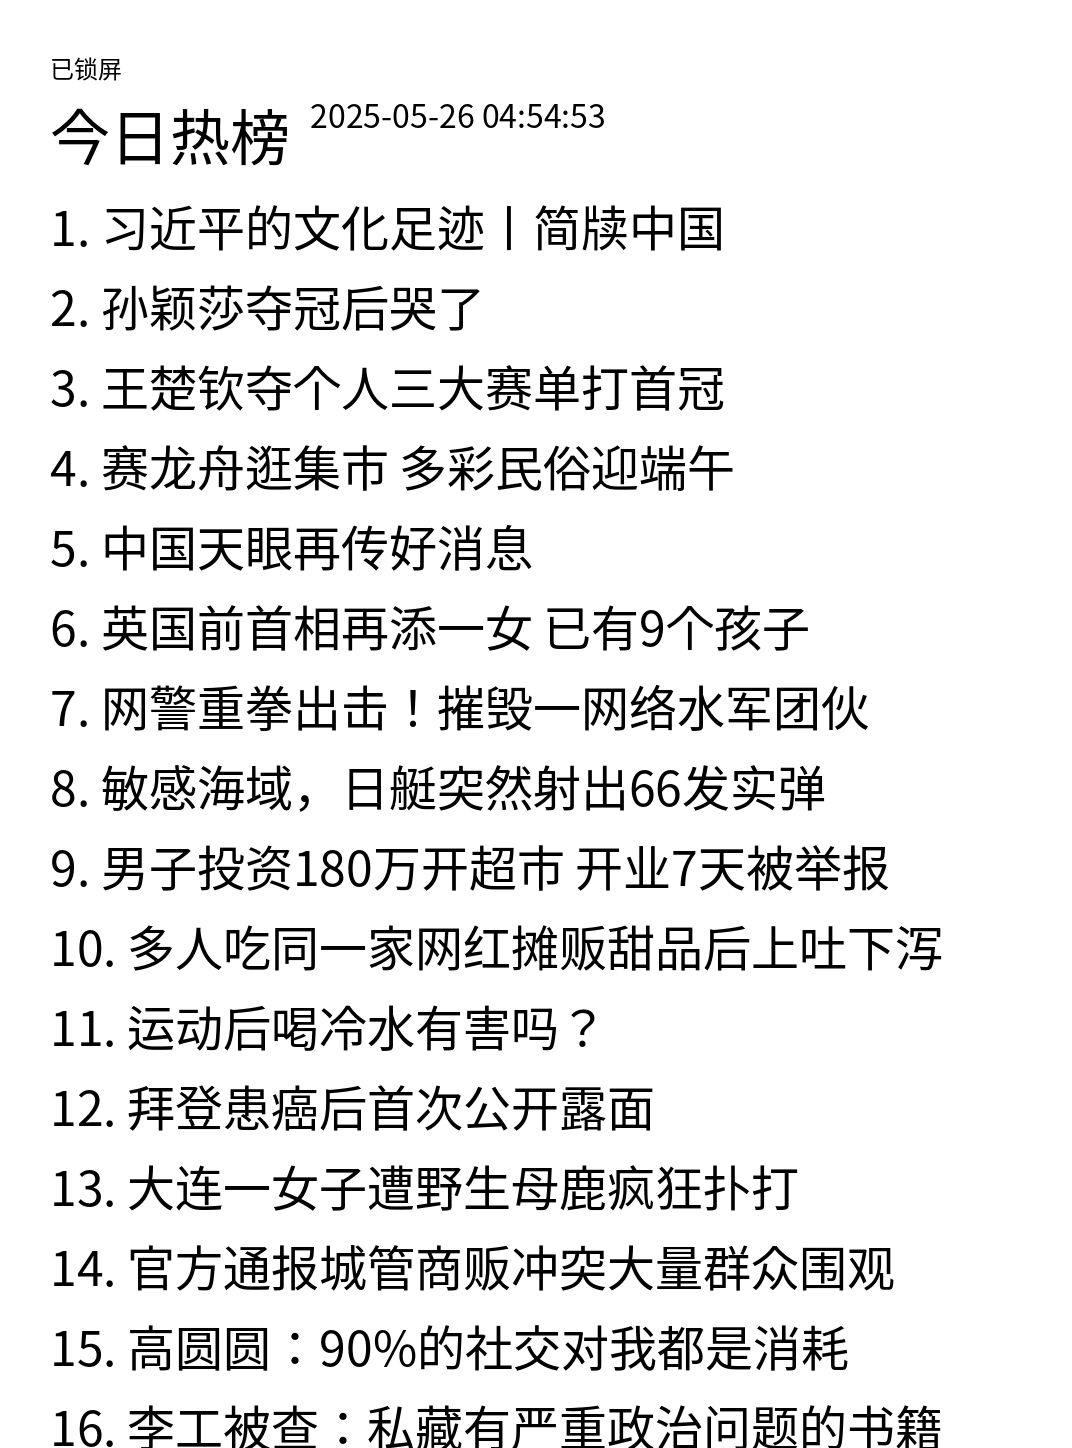 已锁屏
今日热榜 2025-05-26 04:54:53
1. 习近平的文化足迹丨简牍中国
2. 孙颖莎夺冠后哭了
3. 王楚钦夺个人三大赛单打首冠
4. 赛龙舟逛集市 多彩民俗迎端午
5. 中国天眼再传好消息
6. 英国前首相再添一女 已有9个孩子
7. 网警重拳出击！摧毁一网络水军团伙
8. 敏感海域，日艇突然射出66发实弹
9. 男子投资180万开超市 开业7天被举报
10. 多人吃同一家网红摊贩甜品后上吐下泻
11. 运动后喝冷水有害吗？
12. 拜登患癌后首次公开露面
13. 大连一女子遭野生母鹿疯狂扑打
14. 官方通报城管商贩冲突大量群众围观
15. 高圆圆：90%的社交对我都是消耗
16. 李工被查：私藏有严重政治问题的书籍